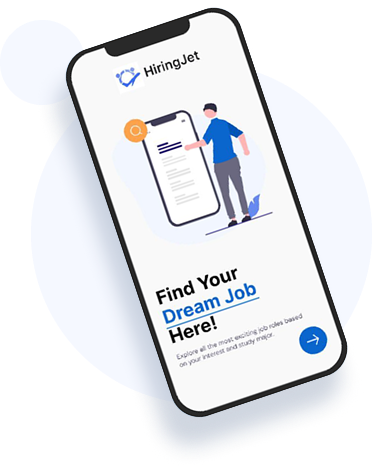 HiringJet
Find Your
Dream Job
Here!
Explore all the most exciting job roles based
on your interest and study major.